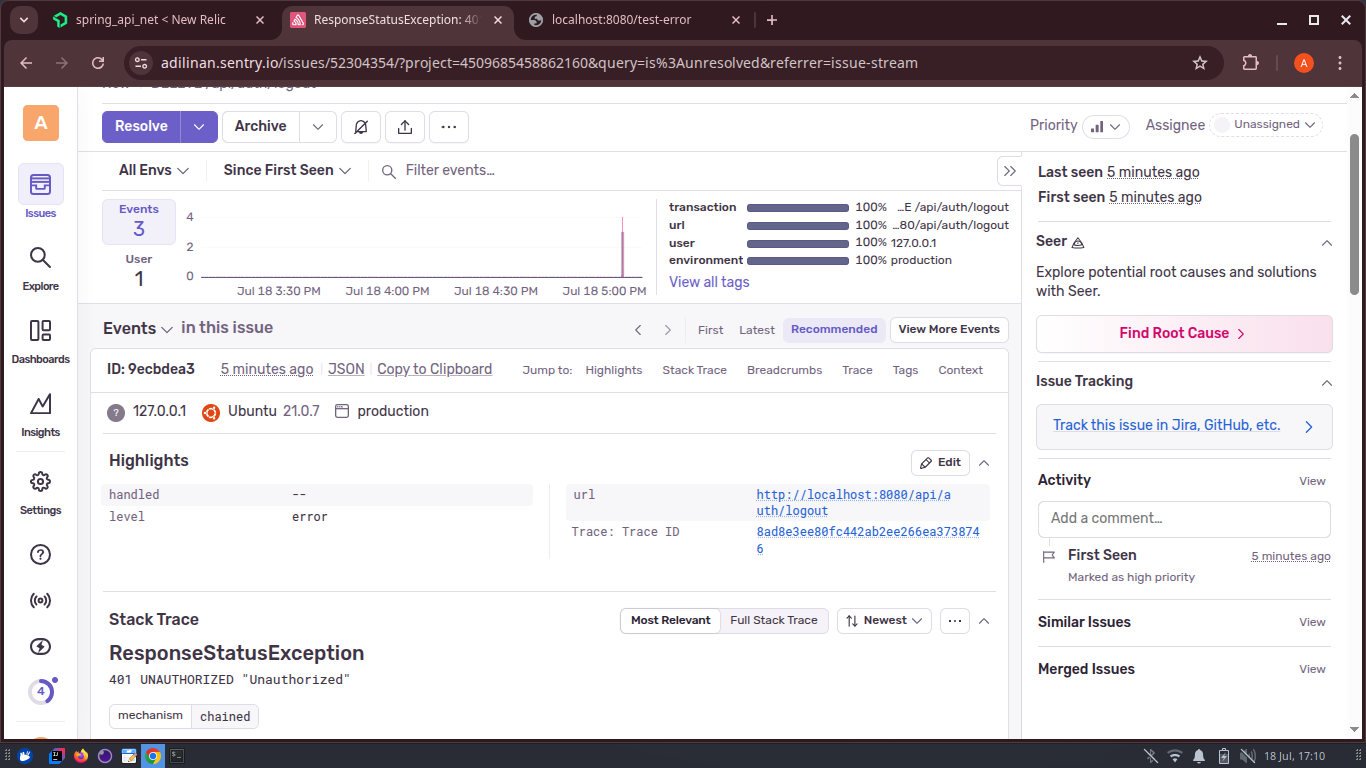 spring_api_net < New Relic
ResponseStatusException: 40
localhost:8080/test-error
adilinan.sentry.io/issues/52304354/?project=4509685458862160&query=is%3Aunresolved&referrer=issue-stream
A
A
Issues
Explore
Dashboards
Insights
Settings
4
Resolve
Archive
Priority
Assignee
Unassigned
All Envs
Since First Seen
Filter events…
Events
3
User
1
4
2
0
Jul 18 3:30 PM
Jul 18 4:00 PM
Jul 18 4:30 PM
Jul 18 5:00 PM
transaction 100% …E /api/auth/logout
url 100% …80/api/auth/logout
user 100% 127.0.0.1
environment 100% production
View all tags
Events in this issue
First
Latest
Recommended
View More Events
ID: 9ecbdea3
5 minutes ago
JSON
Copy to Clipboard
Jump to:
Highlights
Stack Trace
Breadcrumbs
Trace
Tags
Context
127.0.0.1
Ubuntu 21.0.7
production
Highlights
Edit
handled --
level error
url
http://localhost:8080/api/a
uth/logout
Trace: Trace ID
8ad8e3ee80fc442ab2ee266ea373874
6
Stack Trace
Most Relevant
Full Stack Trace
Newest
ResponseStatusException
401 UNAUTHORIZED "Unauthorized"
mechanism chained
Last seen 5 minutes ago
First seen 5 minutes ago
Seer
Explore potential root causes and solutions
with Seer.
Find Root Cause
Issue Tracking
Track this issue in Jira, GitHub, etc.
Activity
View
Add a comment…
First Seen
5 minutes ago
Marked as high priority
Similar Issues
View
Merged Issues
View
18 Jul, 17:10